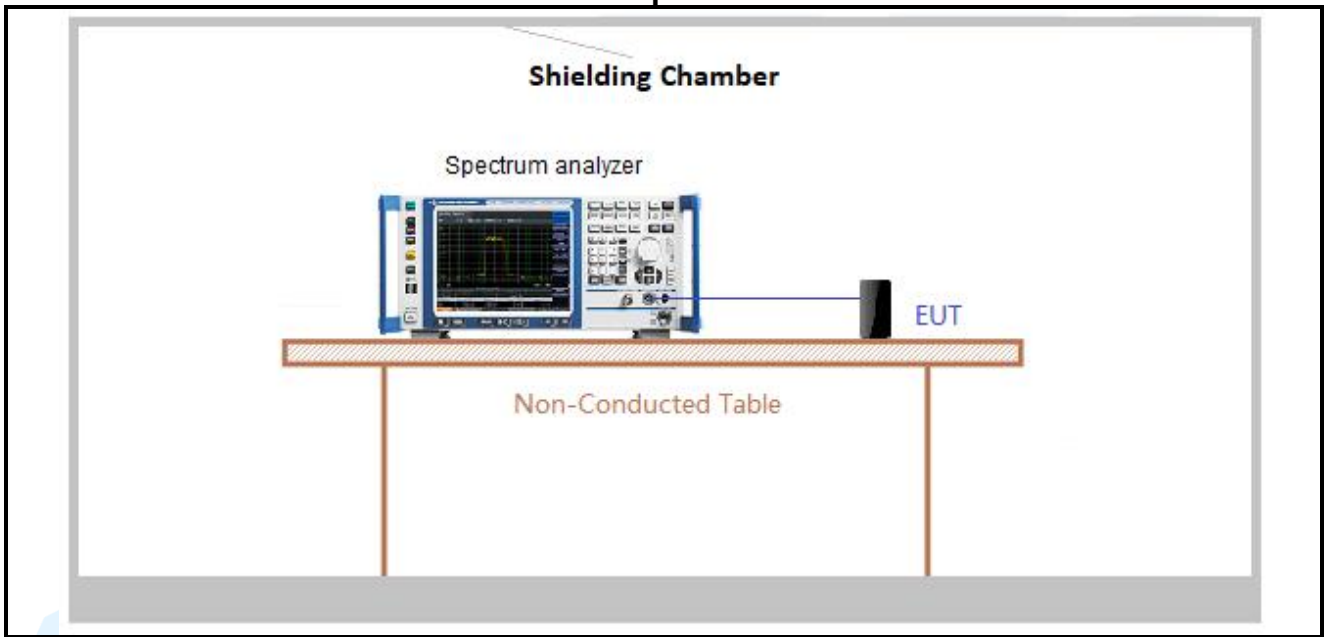 Shielding Chamber
Spectrum analyzer
EUT
Non-Conducted Table